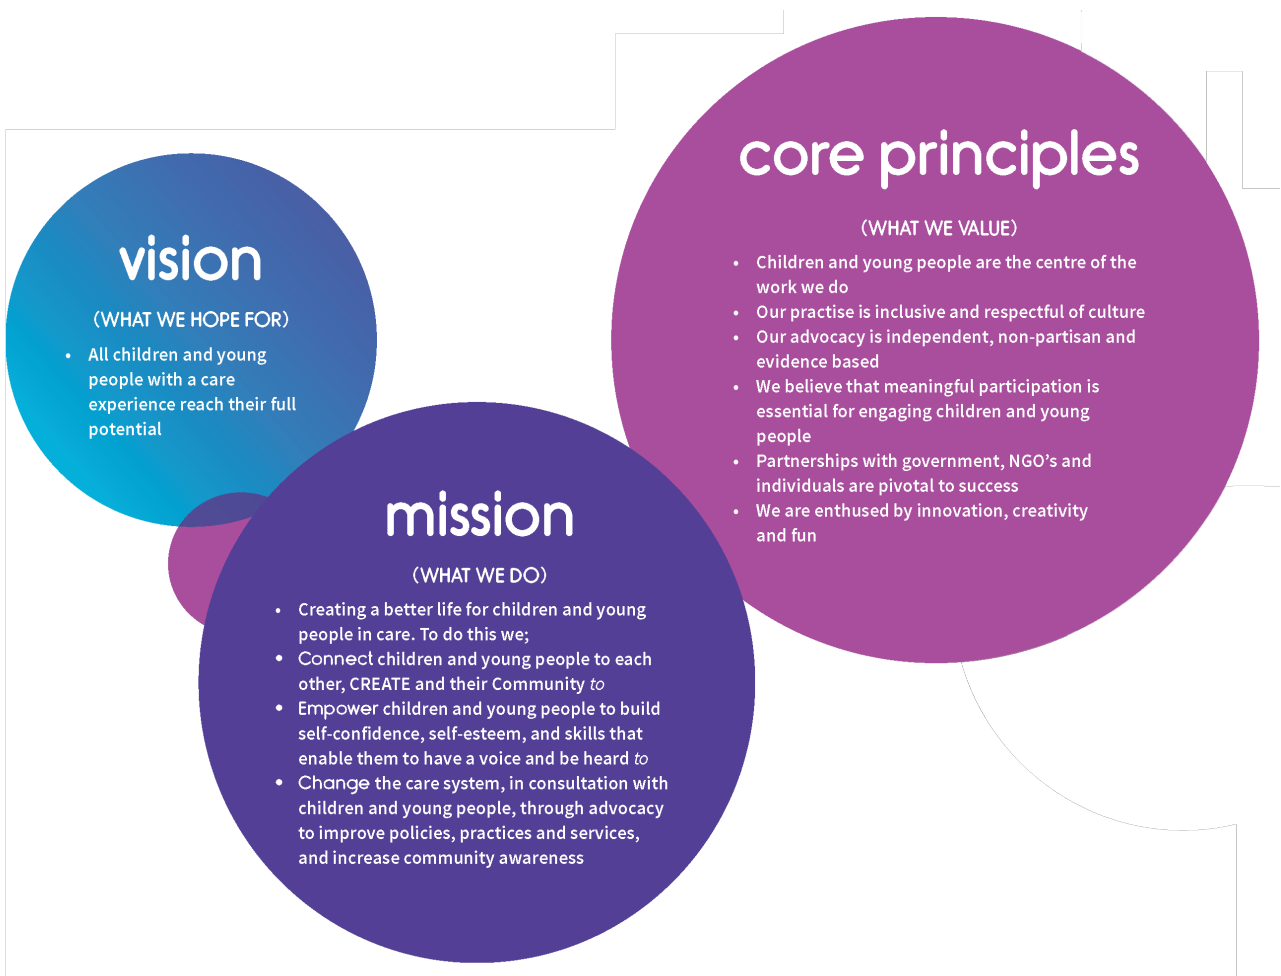 vision
(WHAT WE HOPE FOR)
• All children and young
people with a care
experience reach their full
potential
mission
(WHAT WE DO)
• Creating a better life for children and young
people in care. To do this we;
• Connect children and young people to each
other, CREATE and their Community to
• Empower children and young people to build
self-confidence, self-esteem, and skills that
enable them to have a voice and be heard to
• Change the care system, in consultation with
children and young people, through advocacy
to improve policies, practices and services,
and increase community awareness
core principles
(WHAT WE VALUE)
• Children and young people are the centre of the
work we do
• Our practise is inclusive and respectful of culture
• Our advocacy is independent, non-partisan and
evidence based
• We believe that meaningful participation is
essential for engaging children and young
people
• Partnerships with government, NGO’s and
individuals are pivotal to success
• We are enthused by innovation, creativity
and fun